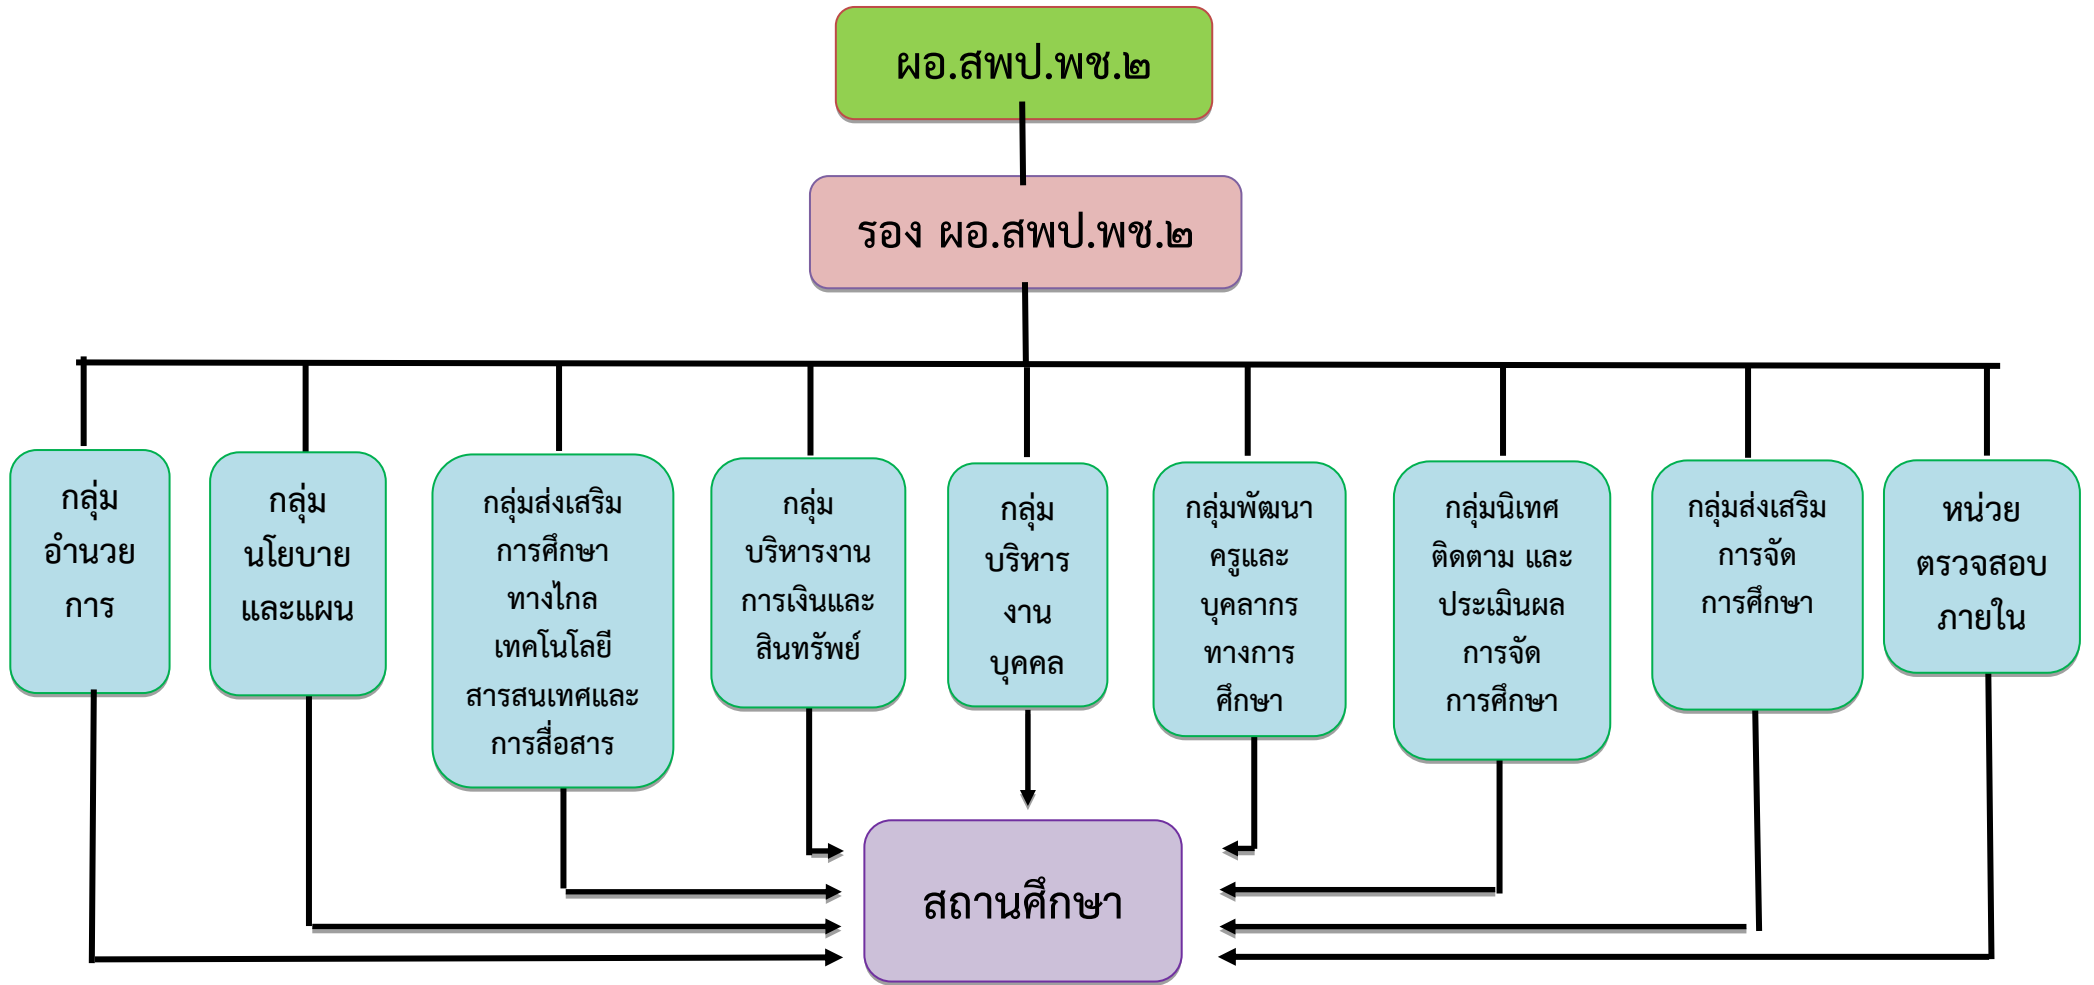 ผอ.สพป.พช.๒
รอง ผอ.สพป.พช.๒
กลุ่ม
อำนวย
การ
กลุ่ม
นโยบาย
และแผน
กลุ่มส่งเสริม
การศึกษา
ทางไกล
เทคโนโลยี
สารสนเทศและ
การสื่อสาร
กลุ่ม
บริหารงาน
การเงินและ
สินทรัพย์
กลุ่ม
บริหาร
งาน
บุคคล
กลุ่มพัฒนา
ครูและ
บุคลากร
ทางการ
ศึกษา
กลุ่มนิเทศ
ติดตาม และ
ประเมินผล
การจัด
การศึกษา
กลุ่มส่งเสริม
การจัด
การศึกษา
หน่วย
ตรวจสอบ
ภายใน
สถานศึกษา